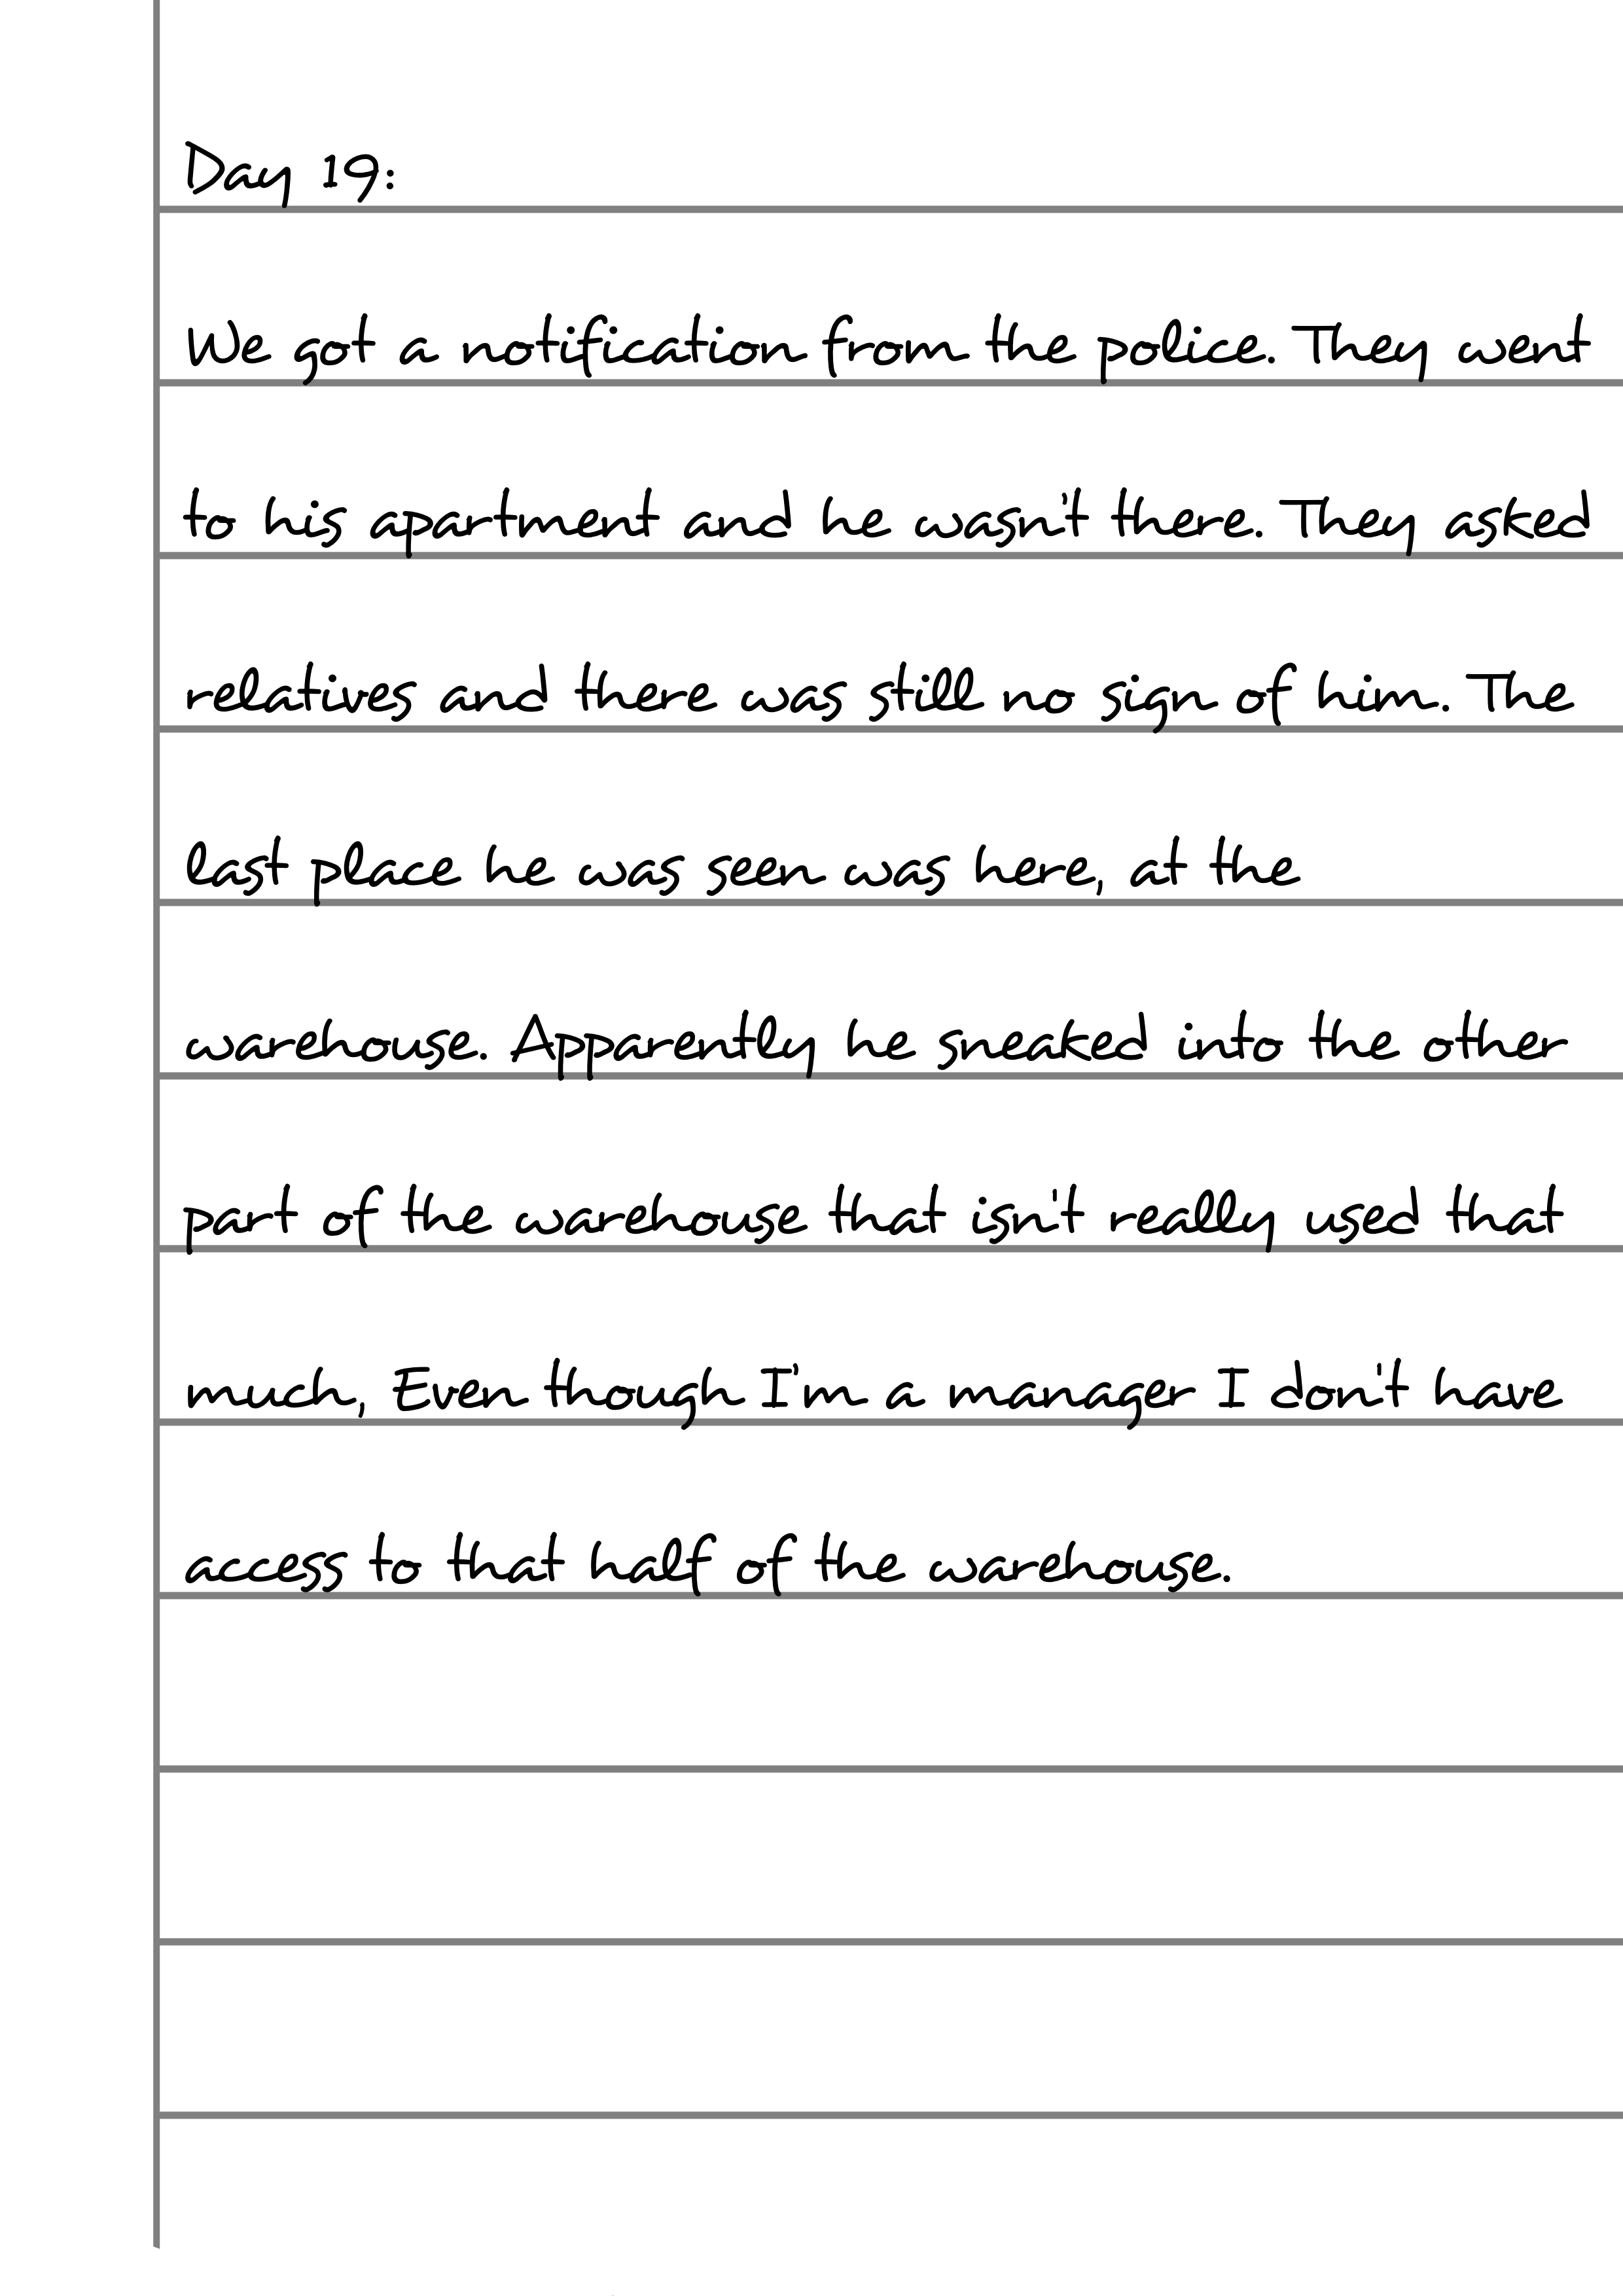 Day 19:
We got a notification from the police. They went
to his apartment and he wasn't there. They asked
relatives and there was still no sign of him. The
last place he was seen was here, at the
warehouse. Apparently he sneaked into the other
part of the warehouse that isn't really used that
much, Even though I'm a manager I don't have
access to that half of the warehouse.